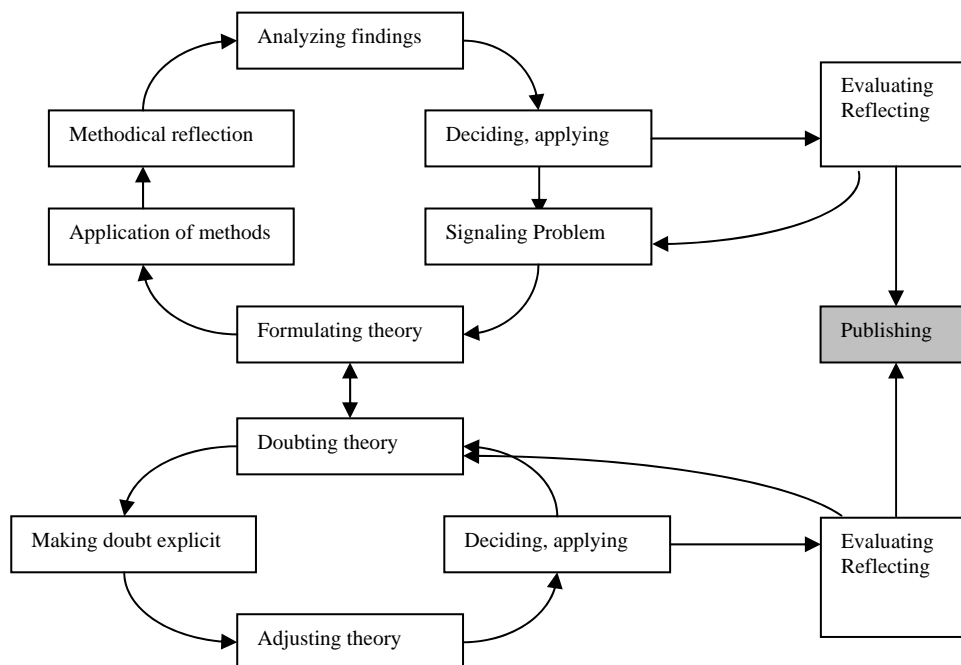 Analyzing findings
Evaluating
Reflecting
Methodical reflection
Deciding, applying
Application of methods
Signaling Problem
Formulating theory
Publishing
Doubting theory
Making doubt explicit
Deciding, applying
Evaluating
Reflecting
Adjusting theory